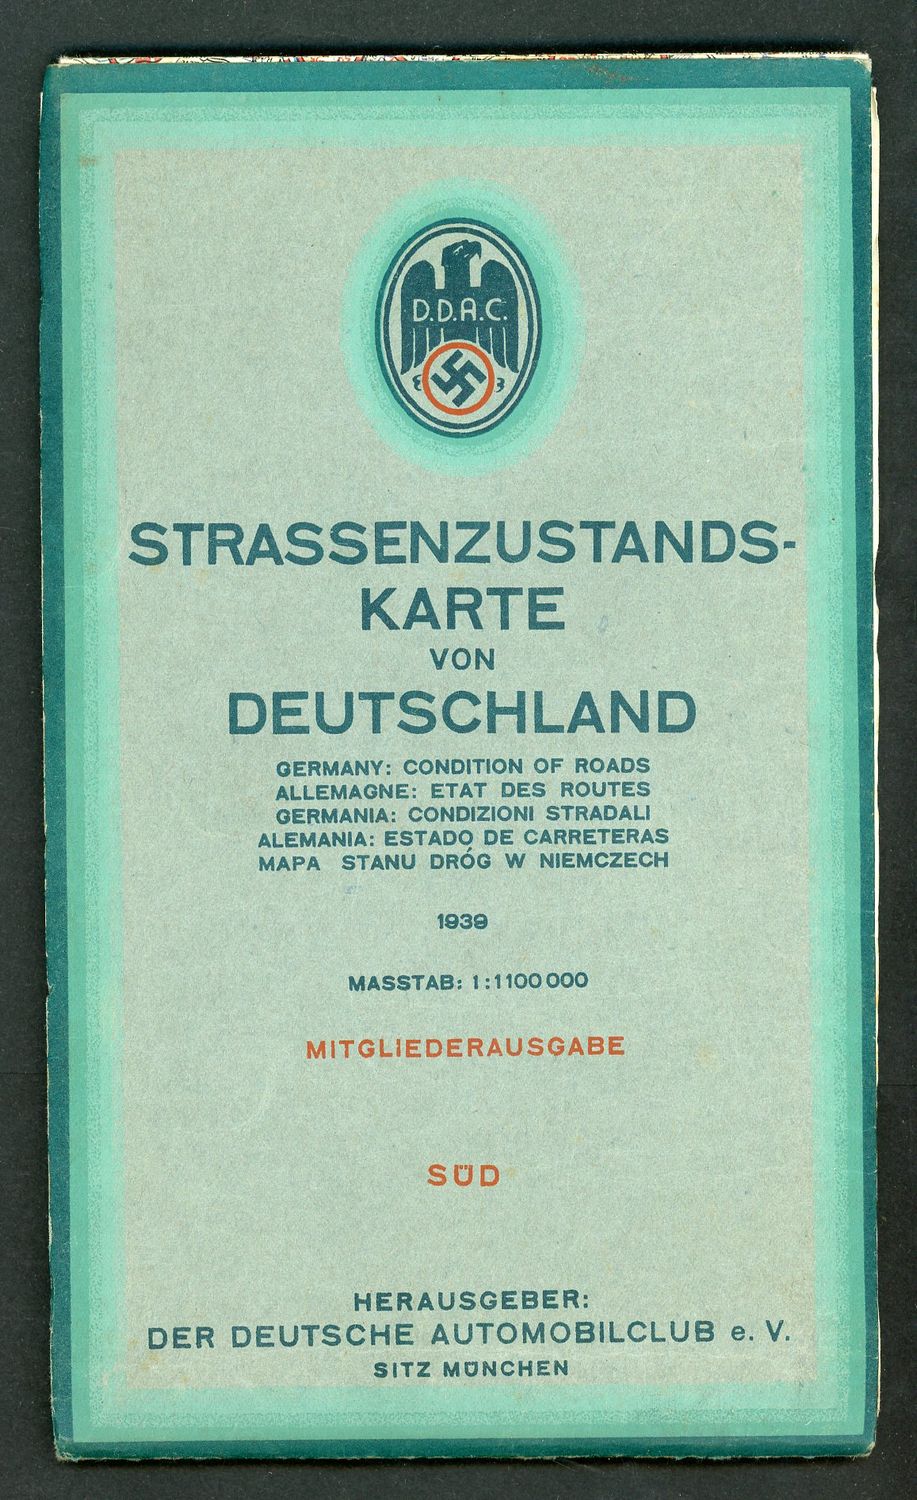 D.D.A.C.
STRASSENZUSTANDS-
KARTE
VON
DEUTSCHLAND
GERMANY: CONDITION OF ROADS
ALLEMAGNE: ETAT DES ROUTES
GERMANIA: CONDIZIONI STRADALI
ALEMANIA: ESTADO DE CARRETERAS
MAPA STANU DRÓG W NIEMCZECH
1939
MASSTAB: 1:1100000
MITGLIEDERAUSGABE
SÜD
HERAUSGEBER:
DER DEUTSCHE AUTOMOBILCLUB e. V.
SITZ MÜNCHEN